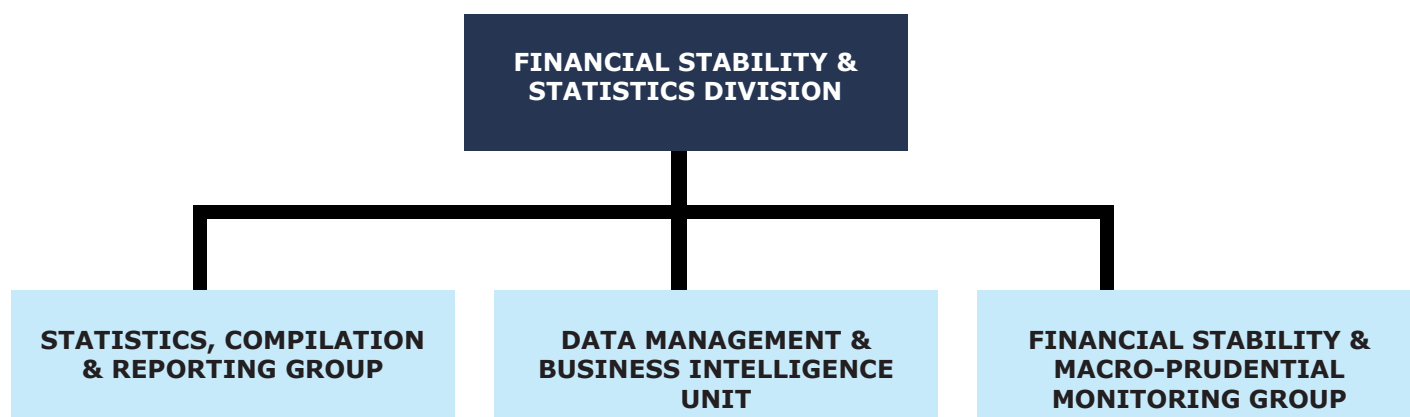 FINANCIAL STABILITY &
STATISTICS DIVISION
STATISTICS, COMPILATION
& REPORTING GROUP
DATA MANAGEMENT &
BUSINESS INTELLIGENCE
UNIT
FINANCIAL STABILITY &
MACRO-PRUDENTIAL
MONITORING GROUP